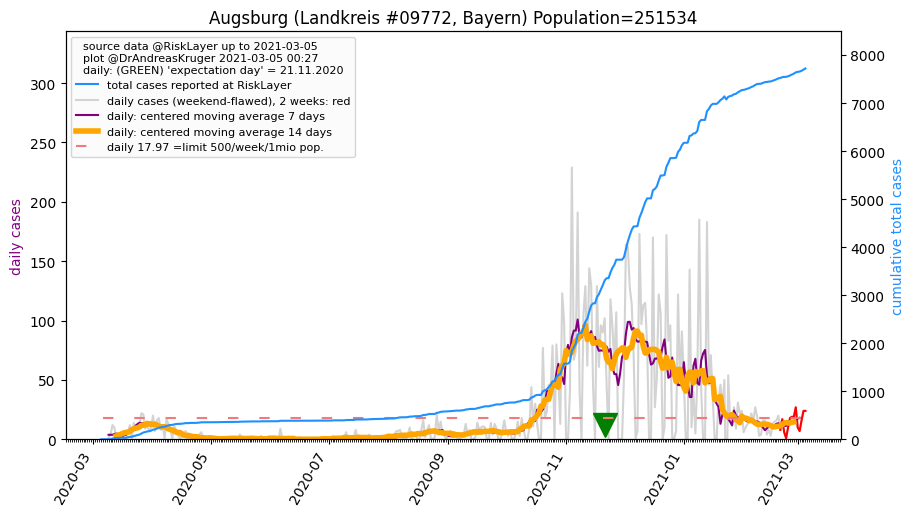 Augsburg (Landkreis #09772, Bayern) Population=251534
source data @RiskLayer up to 2021-03-05
plot @DrAndreasKruger 2021-03-05 00:27
daily: (GREEN) 'expectation day' = 21.11.2020
total cases reported at RiskLayer
daily cases (weekend-flawed), 2 weeks: red
daily: centered moving average 7 days
daily: centered moving average 14 days
daily 17.97 =limit 500/week/1mio pop.
daily cases
300
250
200
150
100
50
0
8000
7000
6000
5000
4000
3000
2000
1000
0
cumulative total cases
2020-03
2020-05
2020-07
2020-09
2020-11
2021-01
2021-03